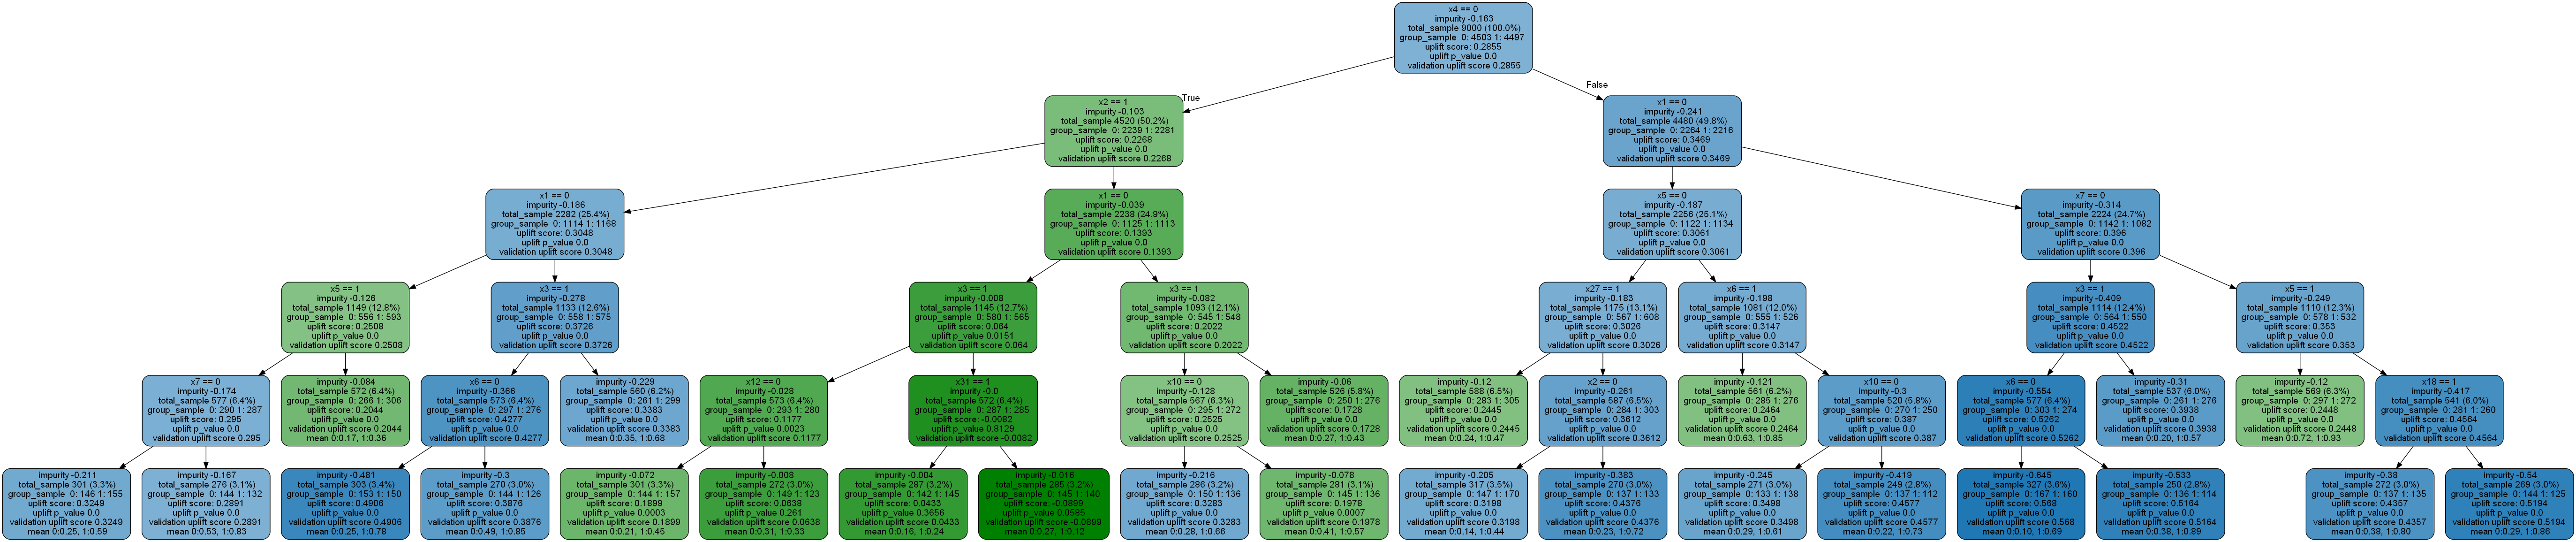 x4 == 0
impurity -0.163
total_sample 9000 (100.0%)
group_sample 0: 4503 1: 4497
uplift score: 0.2855
uplift p_value 0.0
validation uplift score 0.2855
True
False
x2 == 1
impurity -0.103
total_sample 4520 (50.2%)
group_sample 0: 2239 1: 2281
uplift score: 0.2268
uplift p_value 0.0
validation uplift score 0.2268
x1 == 0
impurity -0.241
total_sample 4480 (49.8%)
group_sample 0: 2264 1: 2216
uplift score: 0.3469
uplift p_value 0.0
validation uplift score 0.3469
x1 == 0
impurity -0.186
total_sample 2282 (25.4%)
group_sample 0: 1114 1: 1168
uplift score: 0.3048
uplift p_value 0.0
validation uplift score 0.3048
x1 == 0
impurity -0.039
total_sample 2238 (24.9%)
group_sample 0: 1125 1: 1113
uplift score: 0.1393
uplift p_value 0.0
validation uplift score 0.1393
x5 == 0
impurity -0.187
total_sample 2256 (25.1%)
group_sample 0: 1122 1: 1134
uplift score: 0.3061
uplift p_value 0.0
validation uplift score 0.3061
x7 == 0
impurity -0.314
total_sample 2224 (24.7%)
group_sample 0: 1142 1: 1082
uplift score: 0.396
uplift p_value 0.0
validation uplift score 0.396
x5 == 1
impurity -0.126
total_sample 1149 (12.8%)
group_sample 0: 556 1: 593
uplift score: 0.2508
uplift p_value 0.0
validation uplift score 0.2508
x3 == 1
impurity -0.278
total_sample 1133 (12.6%)
group_sample 0: 558 1: 575
uplift score: 0.3726
uplift p_value 0.0
validation uplift score 0.3726
x3 == 1
impurity -0.008
total_sample 1145 (12.7%)
group_sample 0: 580 1: 565
uplift score: 0.064
uplift p_value 0.0151
validation uplift score 0.064
x3 == 1
impurity -0.082
total_sample 1093 (12.1%)
group_sample 0: 545 1: 548
uplift score: 0.2022
uplift p_value 0.0
validation uplift score 0.2022
x27 == 1
impurity -0.183
total_sample 1175 (13.1%)
group_sample 0: 567 1: 608
uplift score: 0.3026
uplift p_value 0.0
validation uplift score 0.3026
x6 == 1
impurity -0.198
total_sample 1081 (12.0%)
group_sample 0: 555 1: 526
uplift score: 0.3147
uplift p_value 0.0
validation uplift score 0.3147
x3 == 1
impurity -0.409
total_sample 1114 (12.4%)
group_sample 0: 564 1: 550
uplift score: 0.4522
uplift p_value 0.0
validation uplift score 0.4522
x5 == 1
impurity -0.249
total_sample 1110 (12.3%)
group_sample 0: 578 1: 532
uplift score: 0.353
uplift p_value 0.0
validation uplift score 0.353
x7 == 0
impurity -0.174
total_sample 577 (6.4%)
group_sample 0: 290 1: 287
uplift score: 0.295
uplift p_value 0.0
validation uplift score 0.295
impurity -0.084
total_sample 572 (6.4%)
group_sample 0: 266 1: 306
uplift score: 0.2044
uplift p_value 0.0
validation uplift score 0.2044
mean 0:0.17, 1:0.36
x6 == 0
impurity -0.366
total_sample 573 (6.4%)
group_sample 0: 297 1: 276
uplift score: 0.4277
uplift p_value 0.0
validation uplift score 0.4277
impurity -0.229
total_sample 560 (6.2%)
group_sample 0: 261 1: 299
uplift score: 0.3383
uplift p_value 0.0
validation uplift score 0.3383
mean 0:0.35, 1:0.68
x12 == 0
impurity -0.028
total_sample 573 (6.4%)
group_sample 0: 293 1: 280
uplift score: 0.1177
uplift p_value 0.0023
validation uplift score 0.1177
x31 == 1
impurity -0.0
total_sample 572 (6.4%)
group_sample 0: 287 1: 285
uplift score: -0.0082
uplift p_value 0.8129
validation uplift score -0.0082
x10 == 0
impurity -0.128
total_sample 567 (6.3%)
group_sample 0: 295 1: 272
uplift score: 0.2525
uplift p_value 0.0
validation uplift score 0.2525
impurity -0.06
total_sample 526 (5.8%)
group_sample 0: 250 1: 276
uplift score: 0.1728
uplift p_value 0.0
validation uplift score 0.1728
mean 0:0.27, 1:0.43
impurity -0.12
total_sample 588 (6.5%)
group_sample 0: 283 1: 305
uplift score: 0.2445
uplift p_value 0.0
validation uplift score 0.2445
mean 0:0.24, 1:0.47
x2 == 0
impurity -0.261
total_sample 587 (6.5%)
group_sample 0: 284 1: 303
uplift score: 0.3612
uplift p_value 0.0
validation uplift score 0.3612
impurity -0.121
total_sample 561 (6.2%)
group_sample 0: 285 1: 276
uplift score: 0.2464
uplift p_value 0.0
validation uplift score 0.2464
mean 0:0.63, 1:0.85
x10 == 0
impurity -0.3
total_sample 520 (5.8%)
group_sample 0: 270 1: 250
uplift score: 0.387
uplift p_value 0.0
validation uplift score 0.387
x6 == 0
impurity -0.554
total_sample 577 (6.4%)
group_sample 0: 303 1: 274
uplift score: 0.5262
uplift p_value 0.0
validation uplift score 0.5262
impurity -0.31
total_sample 537 (6.0%)
group_sample 0: 261 1: 276
uplift score: 0.3938
uplift p_value 0.0
validation uplift score 0.3938
mean 0:0.20, 1:0.57
impurity -0.12
total_sample 569 (6.3%)
group_sample 0: 297 1: 272
uplift score: 0.2448
uplift p_value 0.0
validation uplift score 0.2448
mean 0:0.72, 1:0.93
x18 == 1
impurity -0.417
total_sample 541 (6.0%)
group_sample 0: 281 1: 260
uplift score: 0.4564
uplift p_value 0.0
validation uplift score 0.4564
impurity -0.211
total_sample 301 (3.3%)
group_sample 0: 146 1: 155
uplift score: 0.3249
uplift p_value 0.0
validation uplift score 0.3249
mean 0:0.25, 1:0.59
impurity -0.167
total_sample 276 (3.1%)
group_sample 0: 144 1: 132
uplift score: 0.2891
uplift p_value 0.0
validation uplift score 0.2891
mean 0:0.53, 1:0.83
impurity -0.481
total_sample 303 (3.4%)
group_sample 0: 153 1: 150
uplift score: 0.4906
uplift p_value 0.0
validation uplift score 0.4906
mean 0:0.25, 1:0.78
impurity -0.3
total_sample 270 (3.0%)
group_sample 0: 144 1: 126
uplift score: 0.3876
uplift p_value 0.0
validation uplift score 0.3876
mean 0:0.49, 1:0.85
impurity -0.072
total_sample 301 (3.3%)
group_sample 0: 144 1: 157
uplift score: 0.1899
uplift p_value 0.0003
validation uplift score 0.1899
mean 0:0.21, 1:0.45
impurity -0.008
total_sample 272 (3.0%)
group_sample 0: 149 1: 123
uplift score: 0.0638
uplift p_value 0.261
validation uplift score 0.0638
mean 0:0.31, 1:0.33
impurity -0.004
total_sample 287 (3.2%)
group_sample 0: 142 1: 145
uplift score: 0.0433
uplift p_value 0.3656
validation uplift score 0.0433
mean 0:0.16, 1:0.24
impurity -0.016
total_sample 285 (3.2%)
group_sample 0: 145 1: 140
uplift score: -0.0899
uplift p_value 0.0585
validation uplift score -0.0899
mean 0:0.27, 1:0.12
impurity -0.216
total_sample 286 (3.2%)
group_sample 0: 150 1: 136
uplift score: 0.3283
uplift p_value 0.0
validation uplift score 0.3283
mean 0:0.28, 1:0.66
impurity -0.078
total_sample 281 (3.1%)
group_sample 0: 145 1: 136
uplift score: 0.1978
uplift p_value 0.0007
validation uplift score 0.1978
mean 0:0.41, 1:0.57
impurity -0.205
total_sample 317 (3.5%)
group_sample 0: 147 1: 170
uplift score: 0.3198
uplift p_value 0.0
validation uplift score 0.3198
mean 0:0.14, 1:0.44
impurity -0.383
total_sample 270 (3.0%)
group_sample 0: 137 1: 133
uplift score: 0.4376
uplift p_value 0.0
validation uplift score 0.4376
mean 0:0.23, 1:0.72
impurity -0.245
total_sample 271 (3.0%)
group_sample 0: 133 1: 138
uplift score: 0.3498
uplift p_value 0.0
validation uplift score 0.3498
mean 0:0.29, 1:0.61
impurity -0.419
total_sample 249 (2.8%)
group_sample 0: 137 1: 112
uplift score: 0.4577
uplift p_value 0.0
validation uplift score 0.4577
mean 0:0.22, 1:0.73
impurity -0.645
total_sample 327 (3.6%)
group_sample 0: 167 1: 160
uplift score: 0.568
uplift p_value 0.0
validation uplift score 0.568
mean 0:0.10, 1:0.69
impurity -0.533
total_sample 250 (2.8%)
group_sample 0: 136 1: 114
uplift score: 0.5164
uplift p_value 0.0
validation uplift score 0.5164
mean 0:0.38, 1:0.89
impurity -0.38
total_sample 272 (3.0%)
group_sample 0: 137 1: 135
uplift score: 0.4357
uplift p_value 0.0
validation uplift score 0.4357
mean 0:0.38, 1:0.80
impurity -0.54
total_sample 269 (3.0%)
group_sample 0: 144 1: 125
uplift score: 0.5194
uplift p_value 0.0
validation uplift score 0.5194
mean 0:0.29, 1:0.86